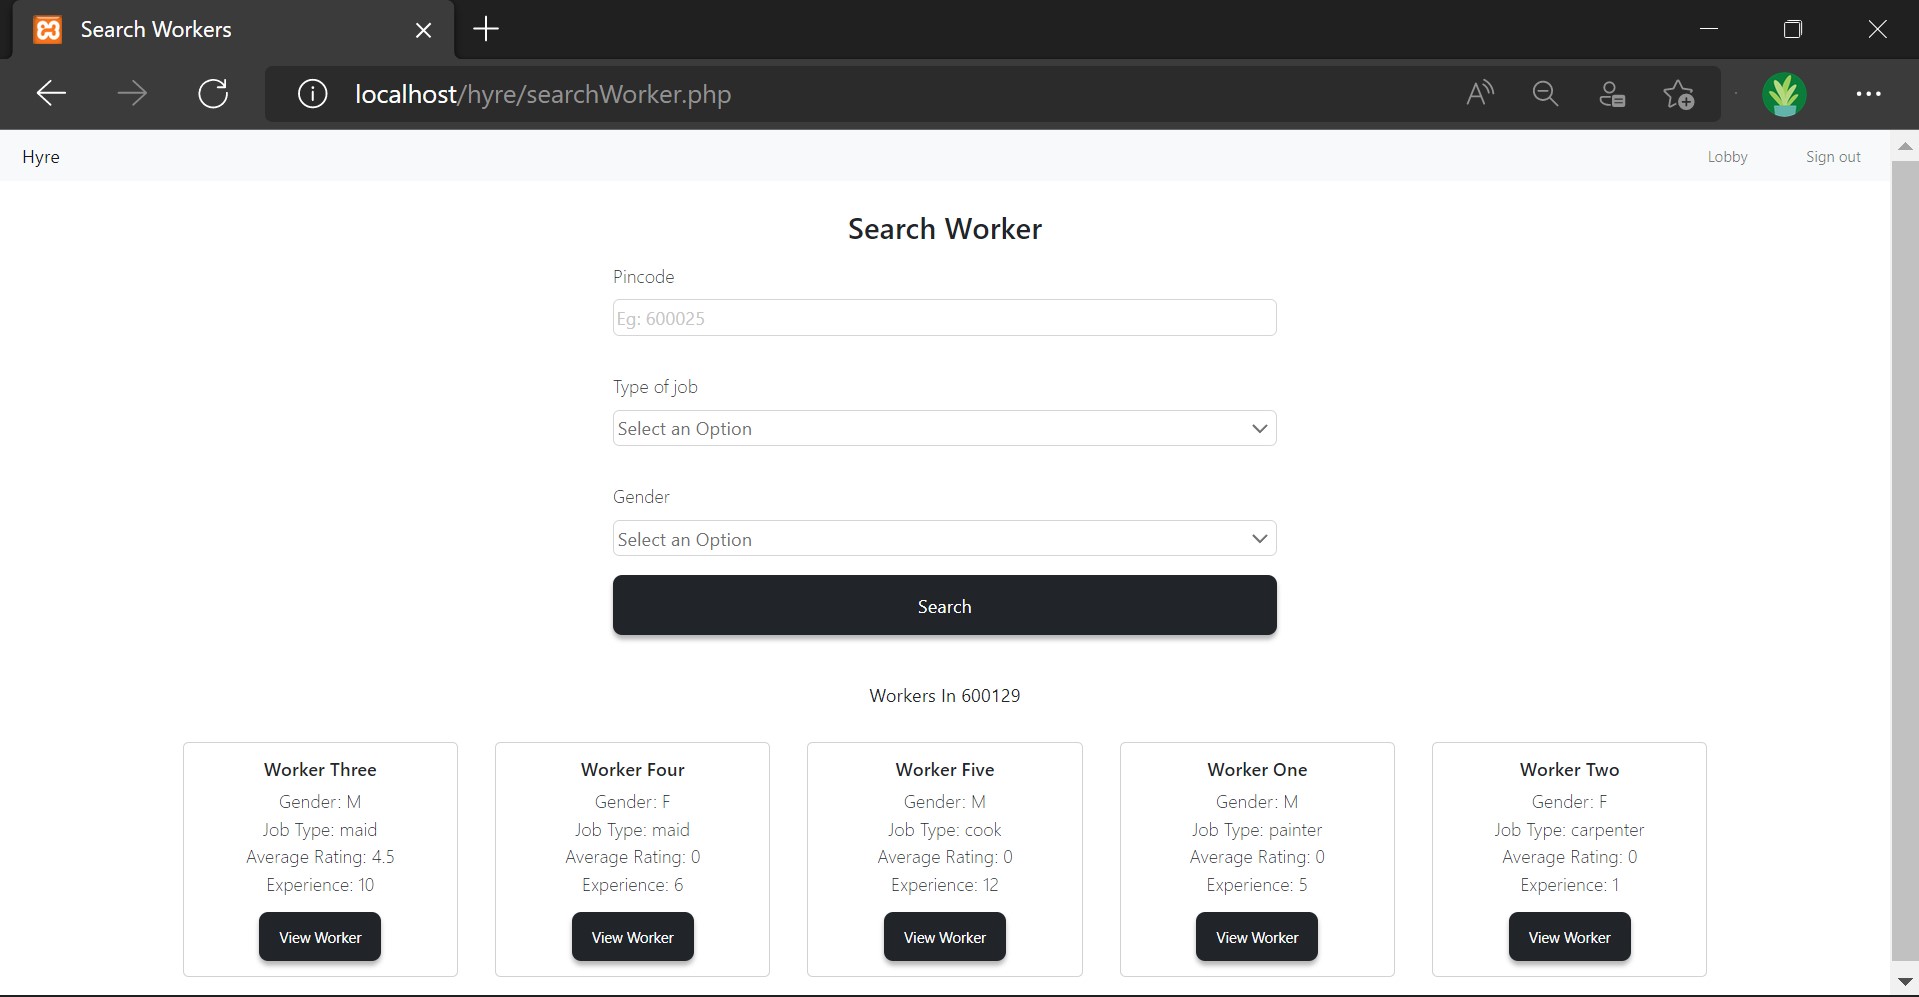 Search Workers
localhost/hyre/searchWorker.php
Hyre Lobby Sign out
Search Worker
Pincode
Eg: 600025
Type of job
Select an Option
Gender
Select an Option
Search
Workers In 600129
Worker Three
Gender: M
Job Type: maid
Average Rating: 4.5
Experience: 10
View Worker
Worker Four
Gender: F
Job Type: maid
Average Rating: 0
Experience: 6
View Worker
Worker Five
Gender: M
Job Type: cook
Average Rating: 0
Experience: 12
View Worker
Worker One
Gender: M
Job Type: painter
Average Rating: 0
Experience: 5
View Worker
Worker Two
Gender: F
Job Type: carpenter
Average Rating: 0
Experience: 1
View Worker